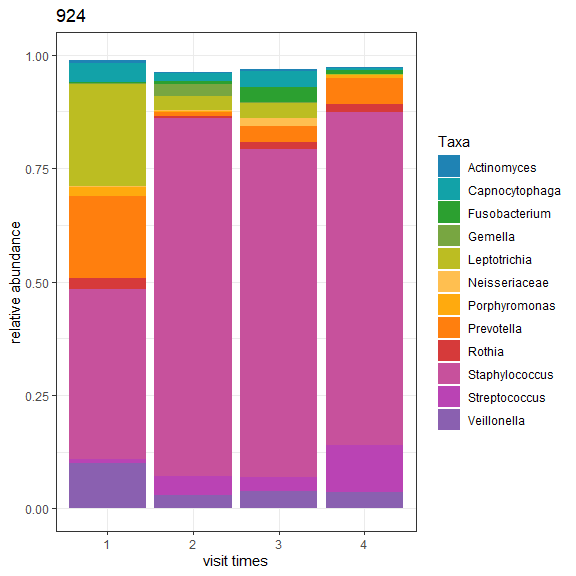 924
1.00
0.75
0.50
0.25
0.00
relative abundance
1 2 3 4
visit times
Taxa
Actinomyces
Capnocytophaga
Fusobacterium
Gemella
Leptotrichia
Neisseriaceae
Porphyromonas
Prevotella
Rothia
Staphylococcus
Streptococcus
Veillonella